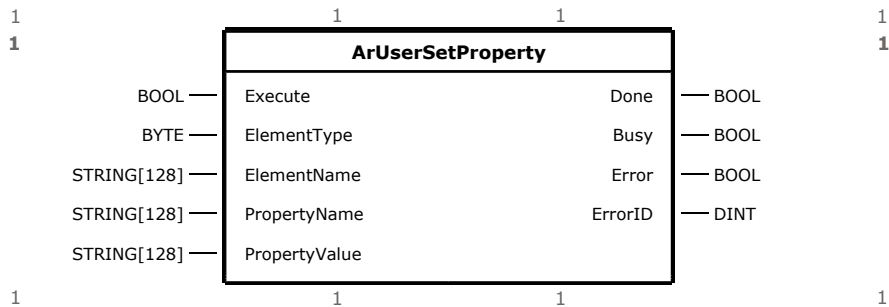 1 1 1 1
1 ArUserSetProperty 1
BOOL Execute Done BOOL
BYTE ElementType Busy BOOL
STRING[128] ElementName Error BOOL
STRING[128] PropertyName ErrorID DINT
STRING[128] PropertyValue
1 1 1 1